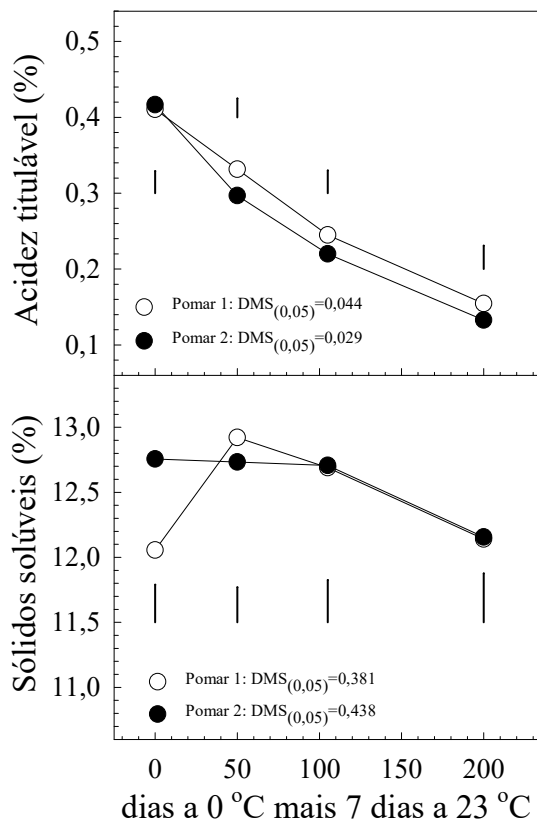 Acidez titulável (%)
0,5
0,4
0,3
0,2
0,1
Pomar 1: DMS(0,05)=0,044
Pomar 2: DMS(0,05)=0,029
Sólidos solúveis (%)
13,0
12,5
12,0
11,5
11,0
Pomar 1: DMS(0,05)=0,381
Pomar 2: DMS(0,05)=0,438
0 50 100 150 200
dias a 0 °C mais 7 dias a 23 °C